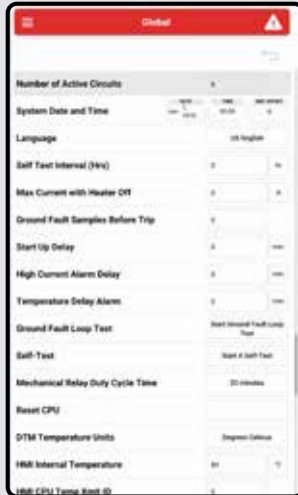 Global
Number of Active Circuits
System Date and Time
Language US English
Self Test Interval (Hrs)
Max Current with Heater Off
Ground Fault Samples Before Trip
Start Up Delay
High Current Alarm Delay
Temperature Delay Alarm
Ground Fault Loop Test Start Ground Fault Loop
Test
Self-Test Start A Self-Test
Mechanical Relay Duty Cycle Time 20 minutes
Reset CPU
DTM Temperature Units Degrees Celsius
HMI Internal Temperature
HMI CPU Temp Xmit ID